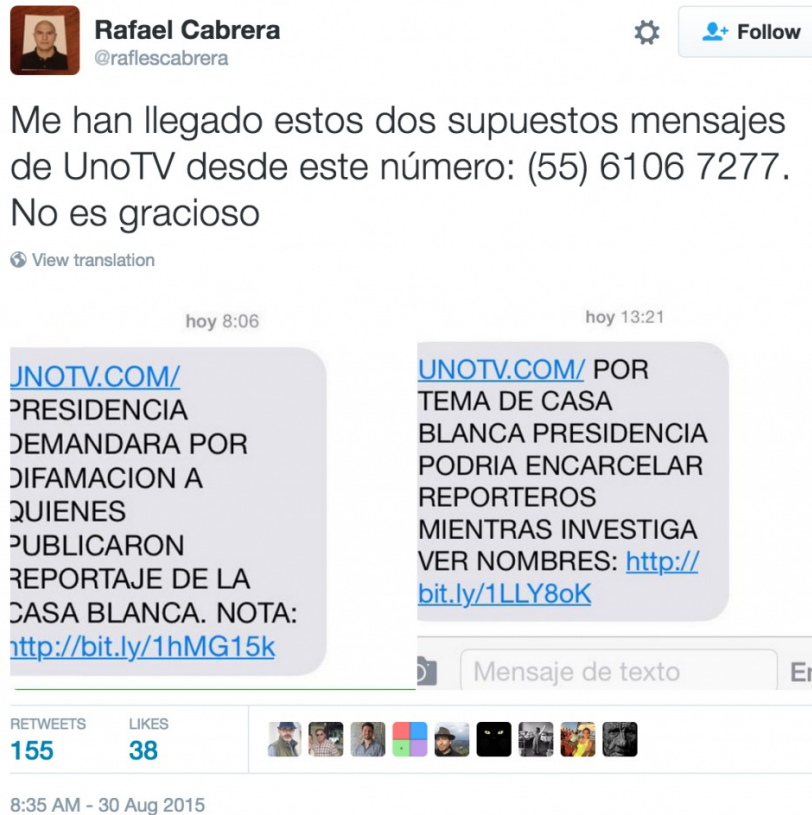 Rafael Cabrera
@raflescabrera
Follow
Me han llegado estos dos supuestos mensajes
de UnoTV desde este número: (55) 6106 7277.
No es gracioso
View translation
hoy 8:06
UNOTV.COM/
PRESIDENCIA
DEMANDARA POR
DIFAMACION A
QUIENES
PUBLICARON
REPORTAJE DE LA
CASA BLANCA. NOTA:
http://bit.ly/1hMG15k
hoy 13:21
UNOTV.COM/ POR
TEMA DE CASA
BLANCA PRESIDENCIA
PODRIA ENCARCELAR
REPORTEROS
MIENTRAS INVESTIGA
VER NOMBRES: http://
bit.ly/1LLY8oK
Mensaje de texto
RETWEETS LIKES
155 38
8:35 AM - 30 Aug 2015